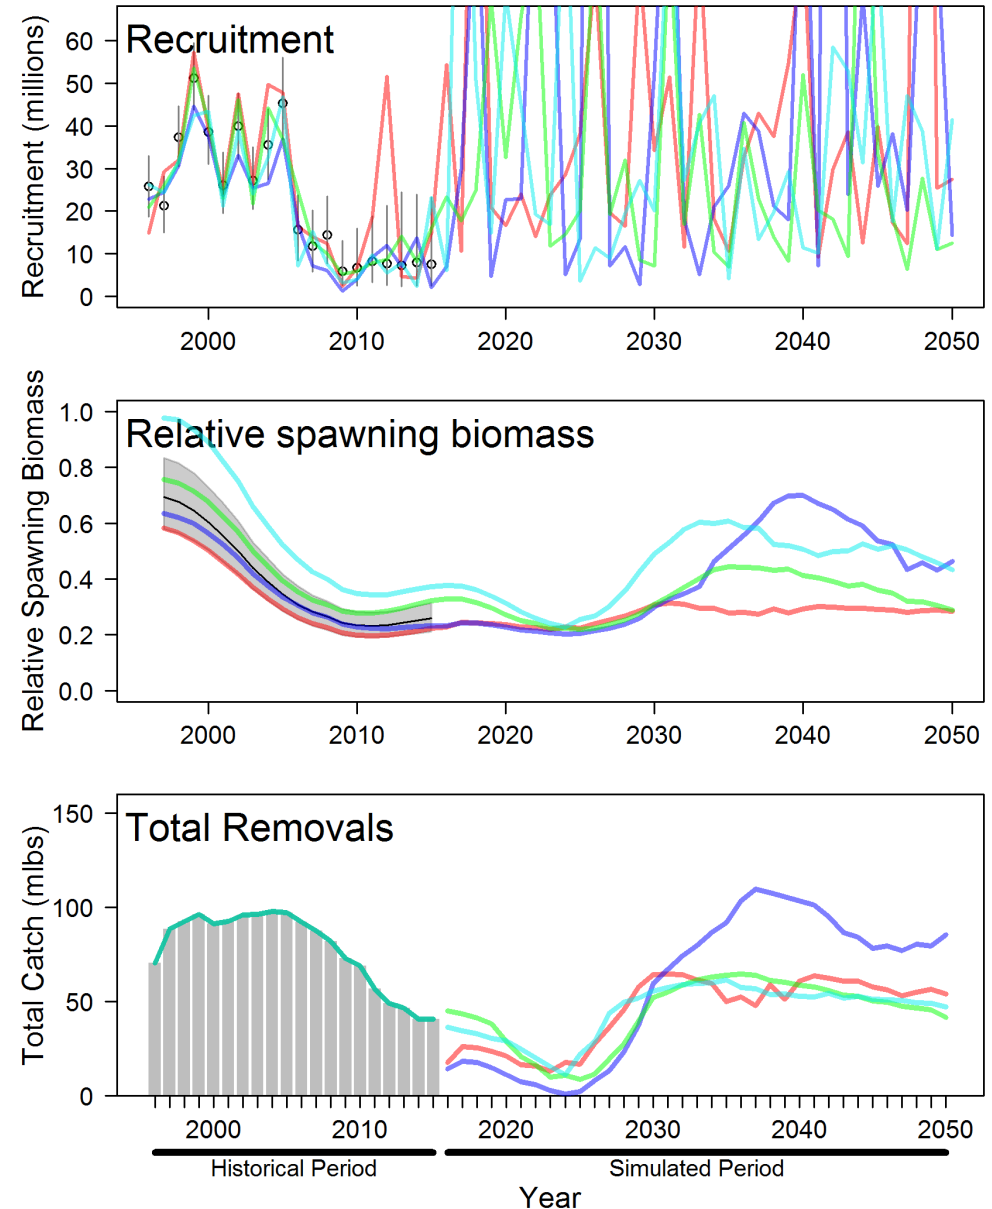 Recruitment
Recruitment (millions)
60
50
40
30
20
10
0
2000 2010 2020 2030 2040 2050
Relative spawning biomass
Relative Spawning Biomass
1.0
0.8
0.6
0.4
0.2
0.0
2000 2010 2020 2030 2040 2050
Total Removals
Total Catch (mlbs)
150
100
50
0
2000 2010 2020 2030 2040 2050
Historical Period Simulated Period
Year